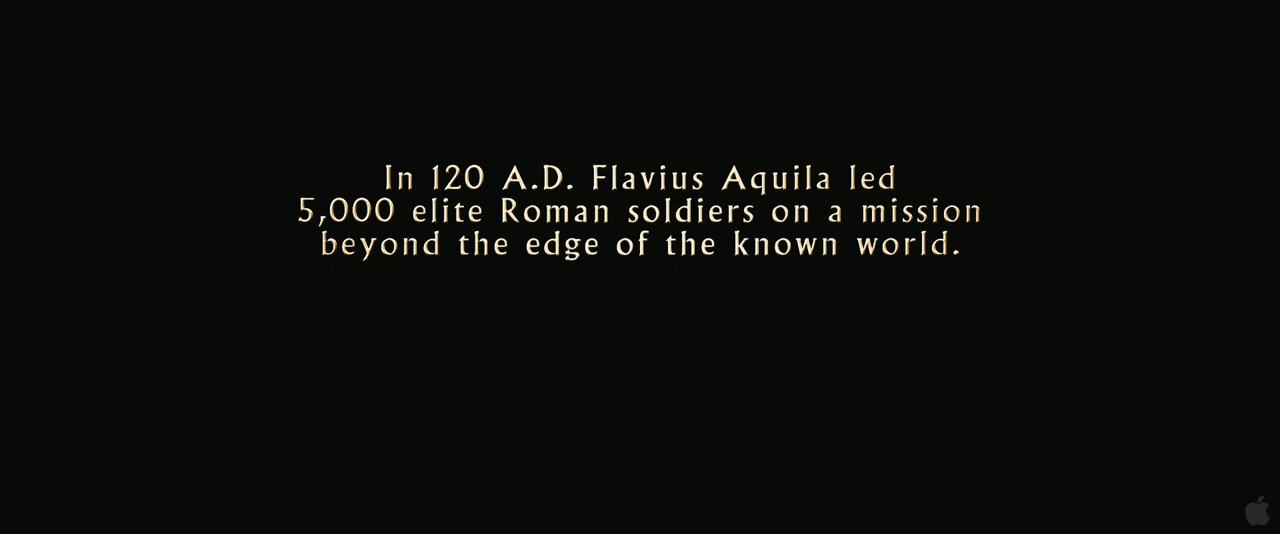 In 120 A.D. Flavius Aquila led
5,000 elite Roman soldiers on a mission
beyond the edge of the known world.